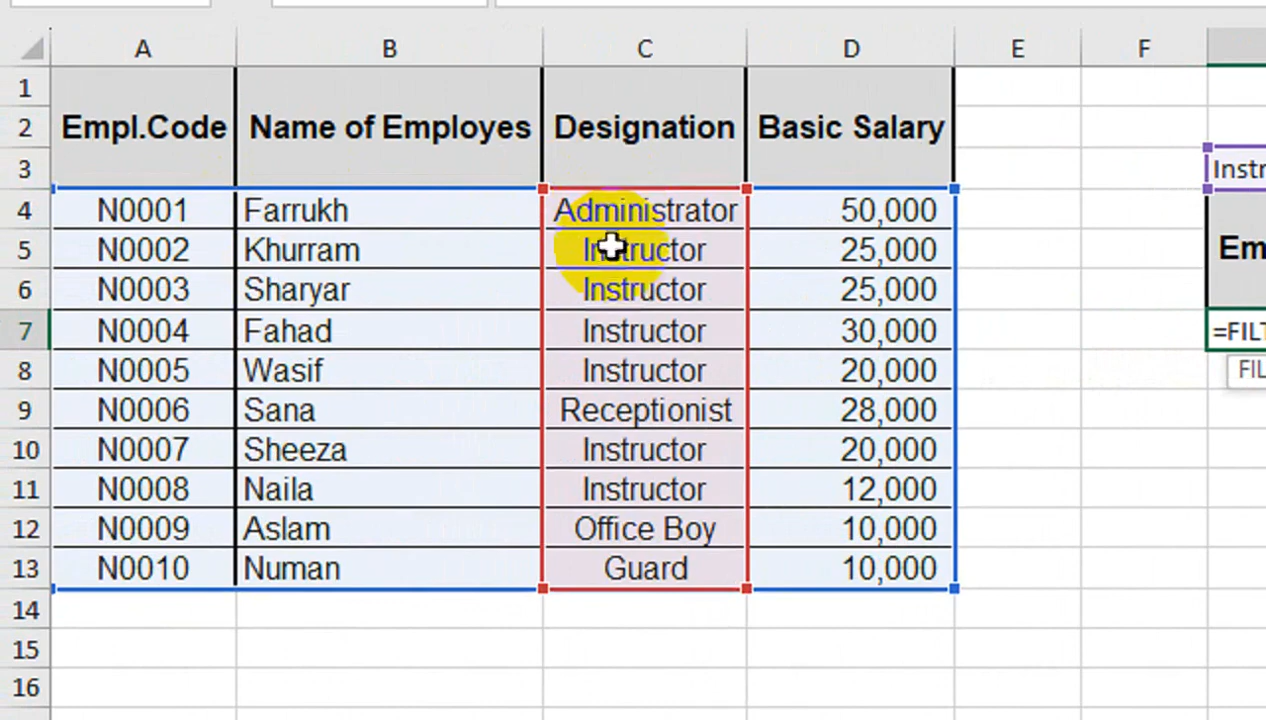 A B C D E F
1
2 Empl.Code Name of Employes Designation Basic Salary
3 Instr
4 N0001 Farrukh Administrator 50,000
5 N0002 Khurram Instructor 25,000 Em
6 N0003 Sharyar Instructor 25,000
7 N0004 Fahad Instructor 30,000 =FILT
8 N0005 Wasif Instructor 20,000 FIL
9 N0006 Sana Receptionist 28,000
10 N0007 Sheeza Instructor 20,000
11 N0008 Naila Instructor 12,000
12 N0009 Aslam Office Boy 10,000
13 N0010 Numan Guard 10,000
14
15
16